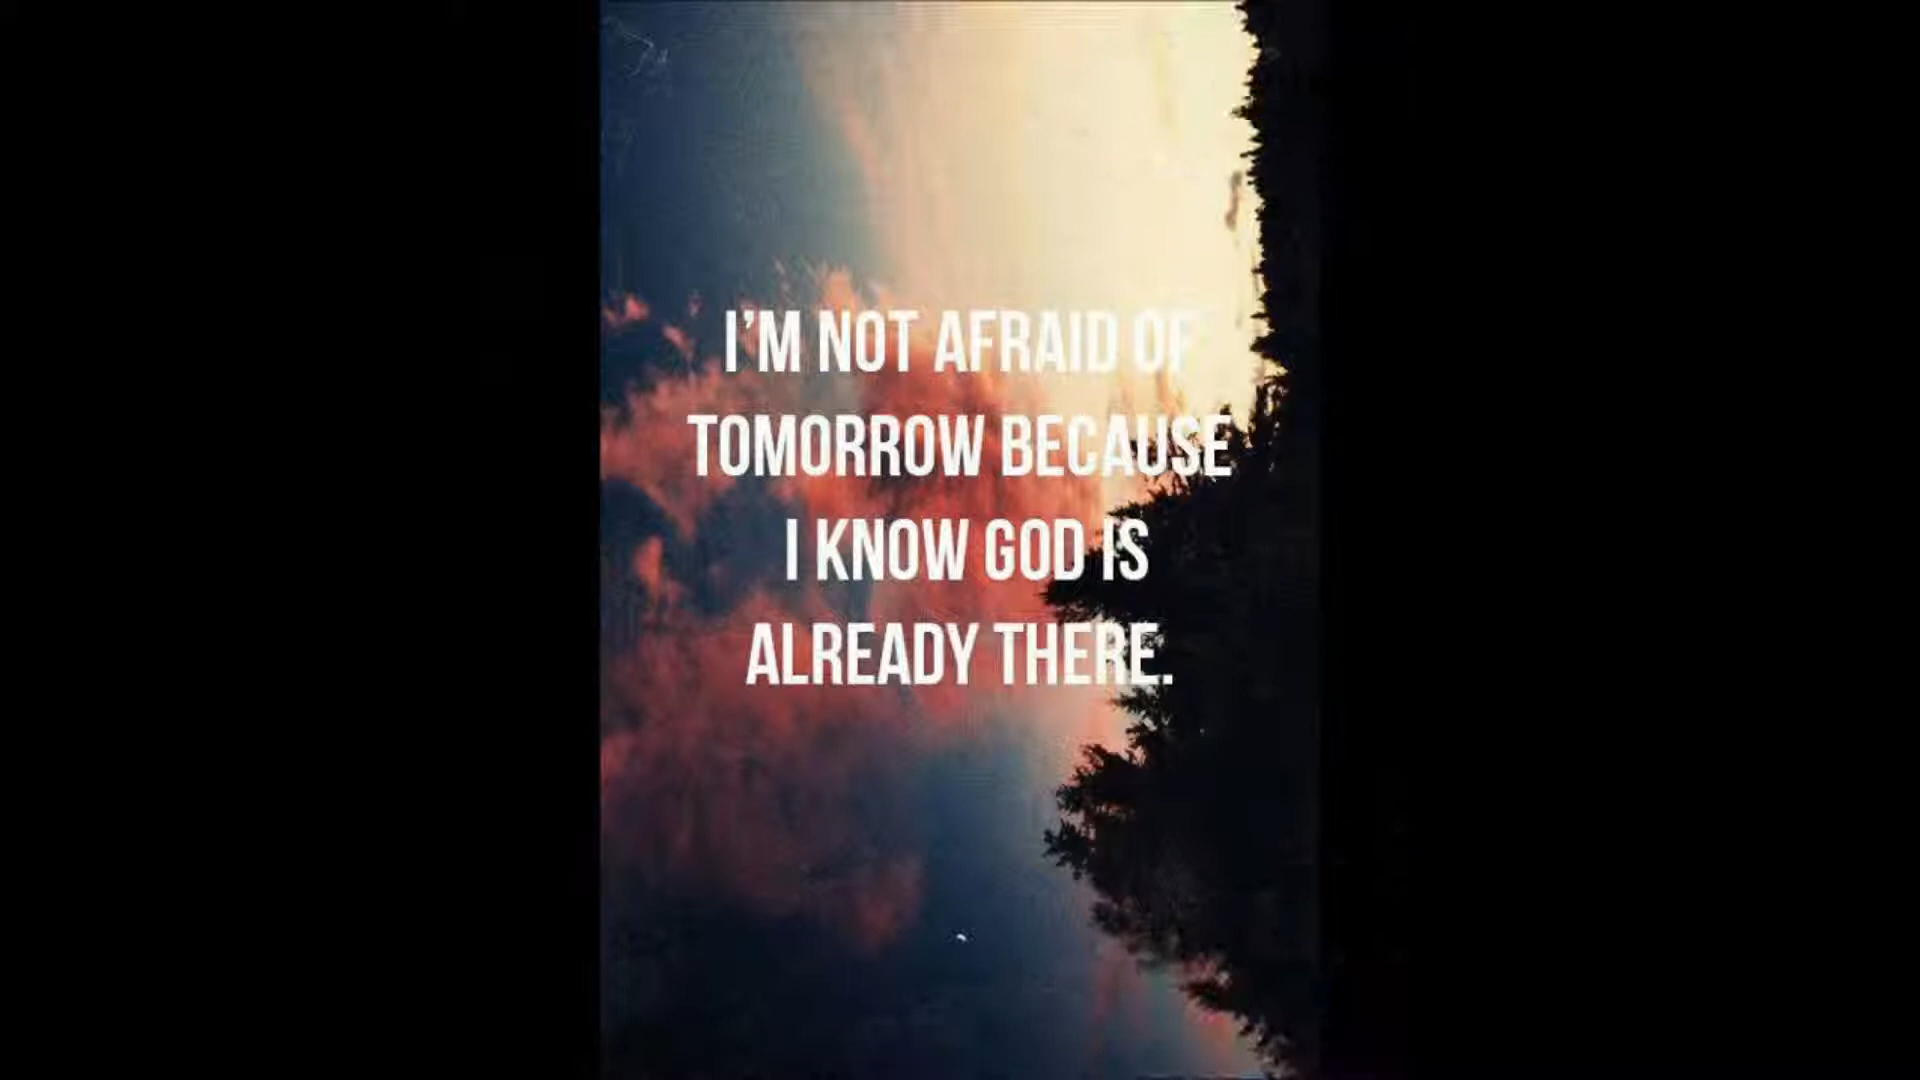 I'M NOT AFRAID OF
TOMORROW BECAUSE
I KNOW GOD IS
ALREADY THERE.